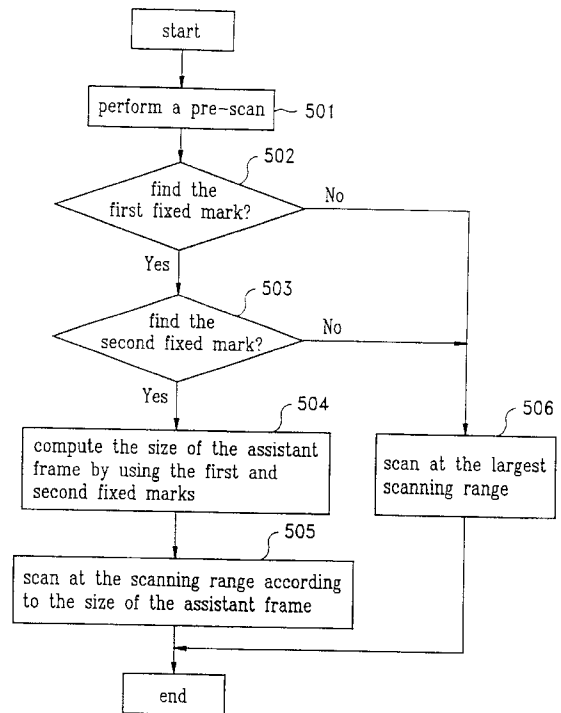 start
perform a pre-scan
501
502
find the
first fixed mark?
No
Yes
503
find the
second fixed mark?
No
Yes
504
compute the size of the assistant
frame by using the first and
second fixed marks
506
scan at the largest
scanning range
505
scan at the scanning range according
to the size of the assistant frame
end